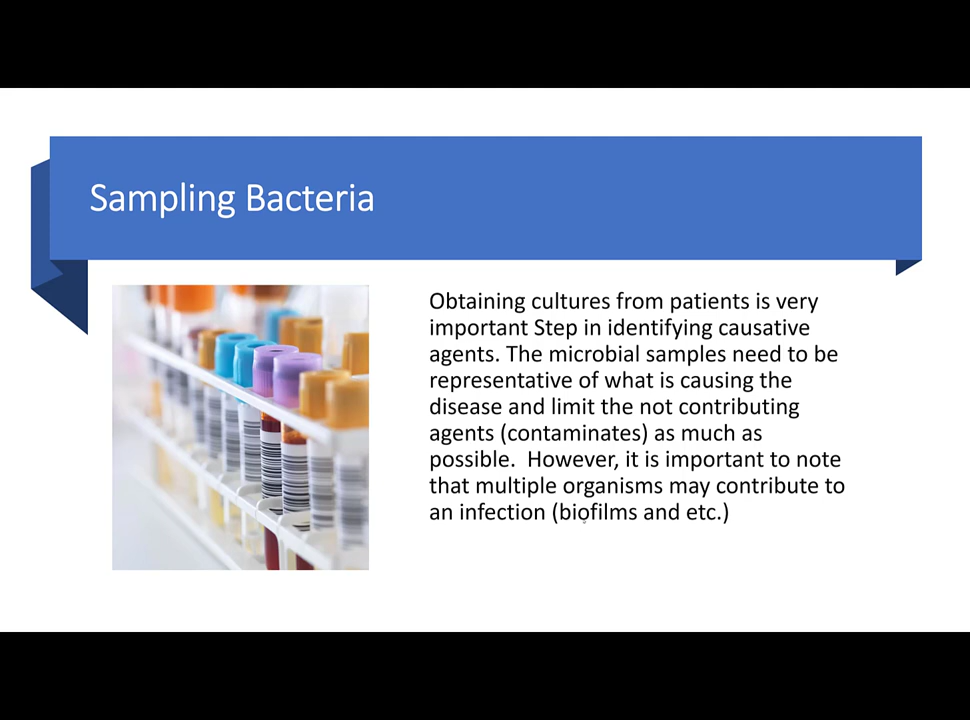 Sampling Bacteria
Obtaining cultures from patients is very
important Step in identifying causative
agents. The microbial samples need to be
representative of what is causing the
disease and limit the not contributing
agents (contaminates) as much as
possible.  However, it is important to note
that multiple organisms may contribute to
an infection (biofilms and etc.)